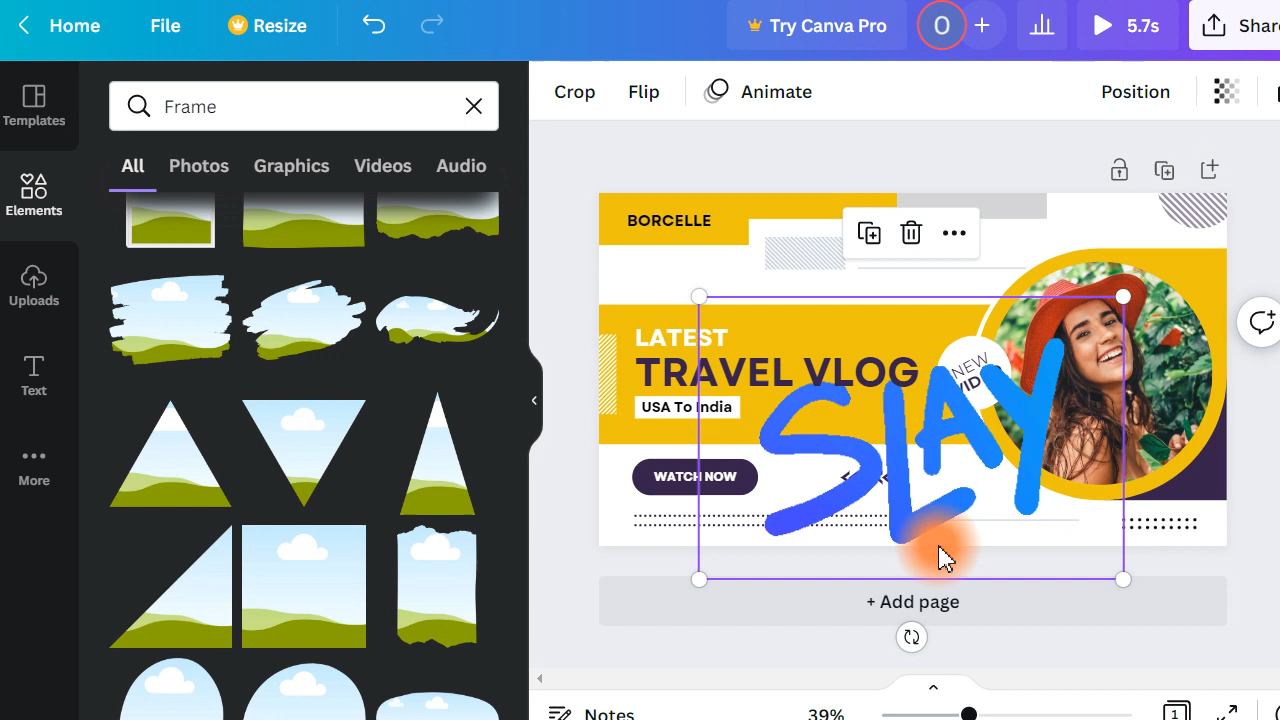 Home File Resize Try Canva Pro O + 5.7s
Frame
Crop Flip Animate Position
Templates
All Photos Graphics Videos Audio
Elements
BORCELLE
Uploads
LATEST
TRAVEL VLOG
NEW
USA To India
SLAY
Text
WATCH NOW
More
+ Add page
Notes 39% 1